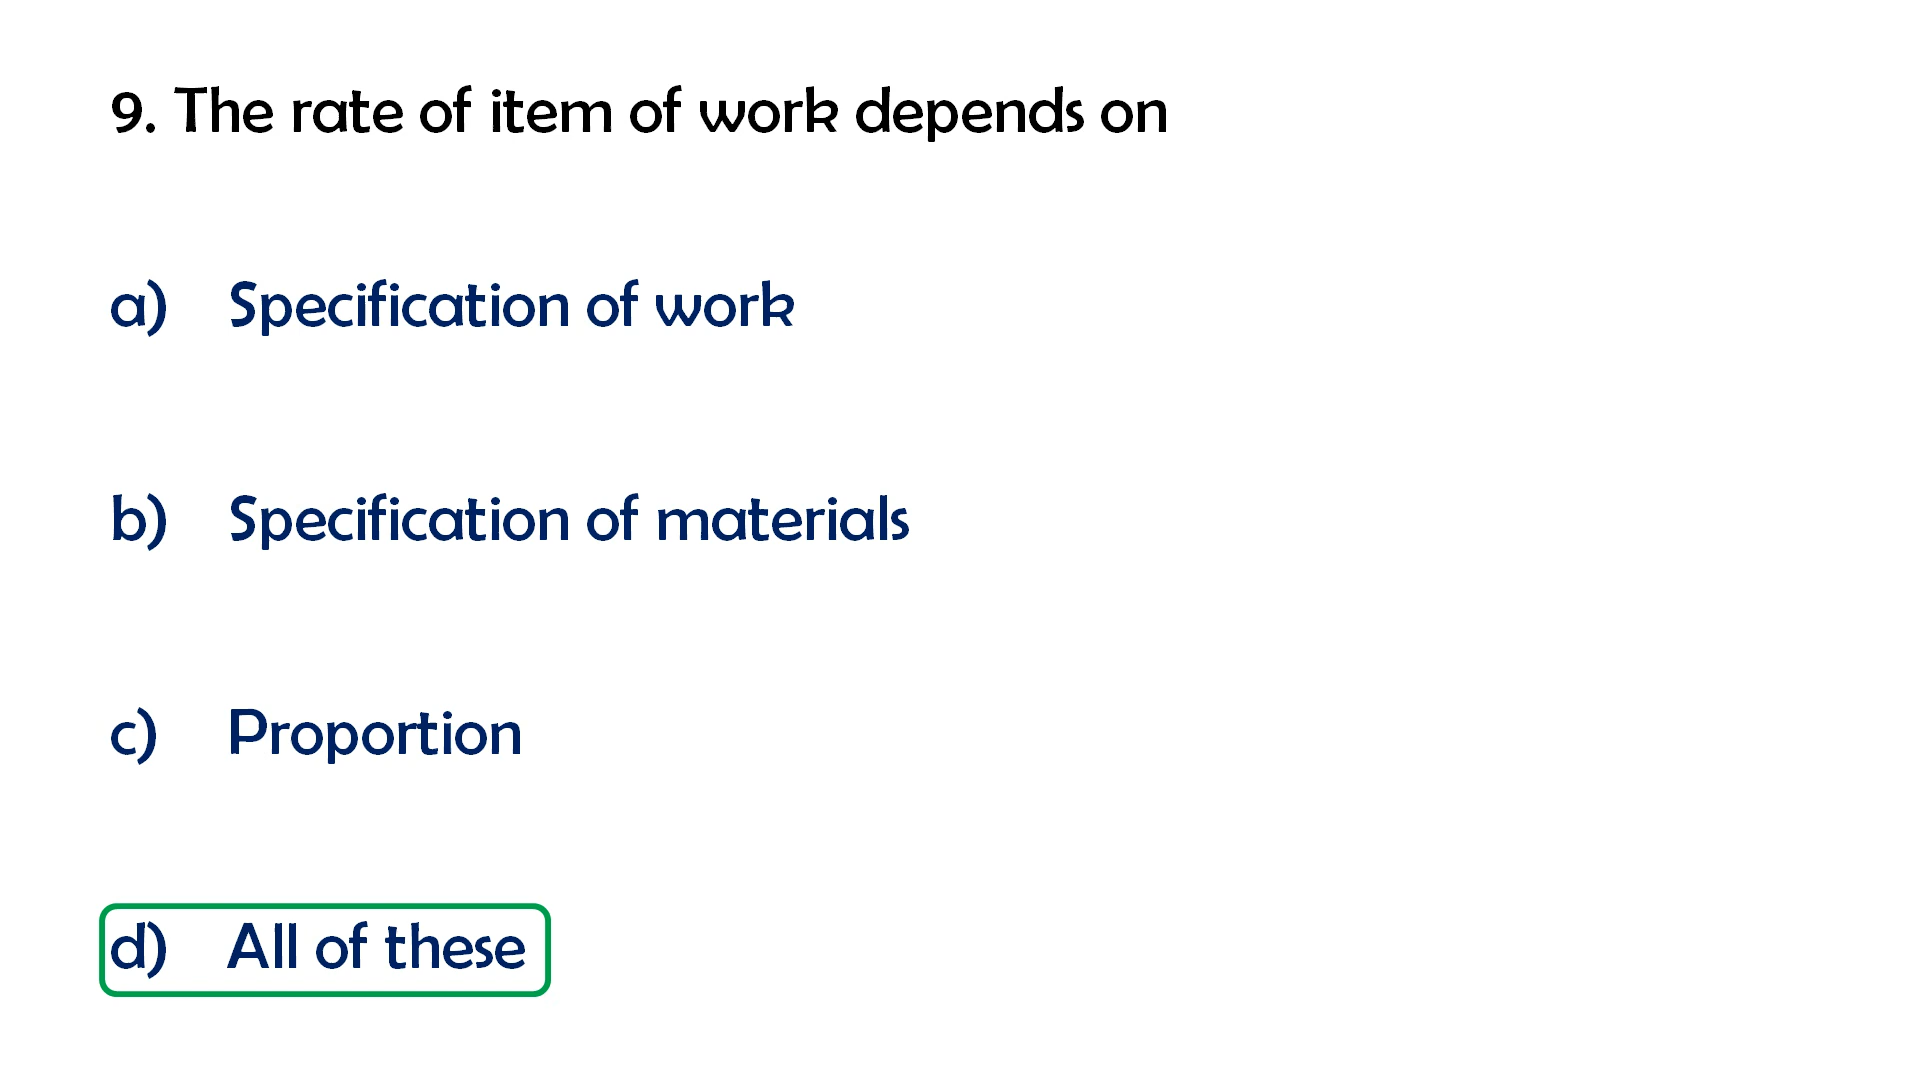 9. The rate of item of work depends on
a) Specification of work
b) Specification of materials
c) Proportion
d) All of these